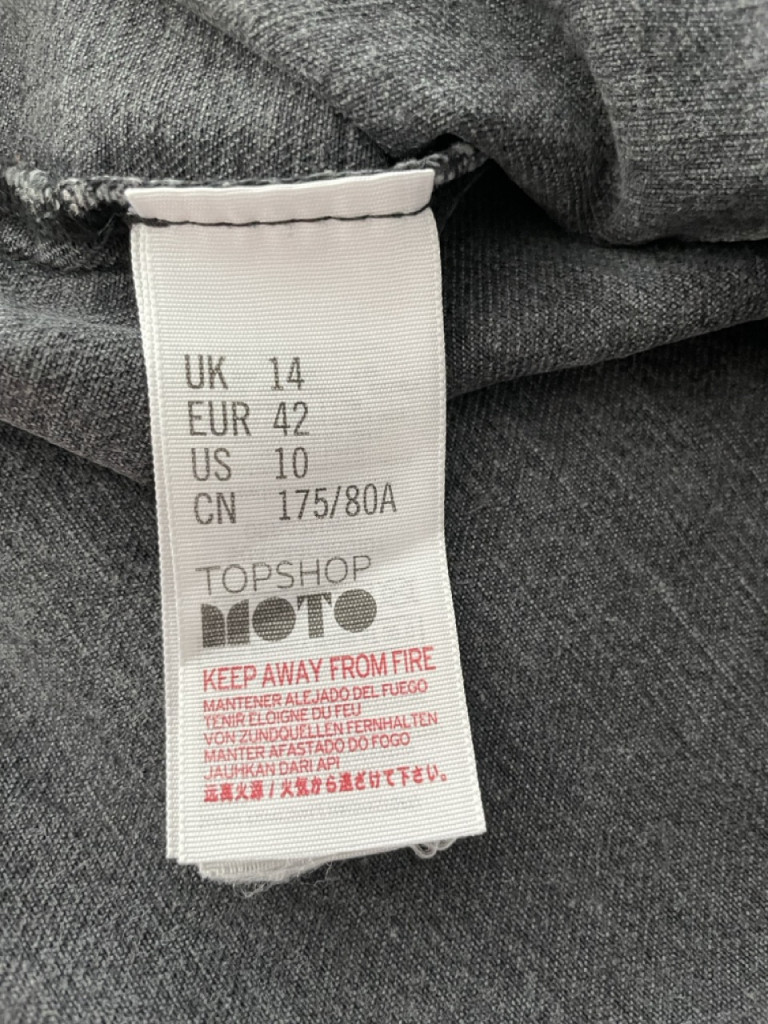 UK 14
EUR 42
US 10
CN 175/80A
TOPSHOP
MOTO
KEEP AWAY FROM FIRE
MANTENER ALEJADO DEL FUEGO
TENIR ELOIGNE DU FEU
VON ZUNDQUELLEN FERNHALTEN
MANTER AFASTADO DO FOGO
JAUHKAN DARI API
远离火源 / 火気から遠ざけて下さい。